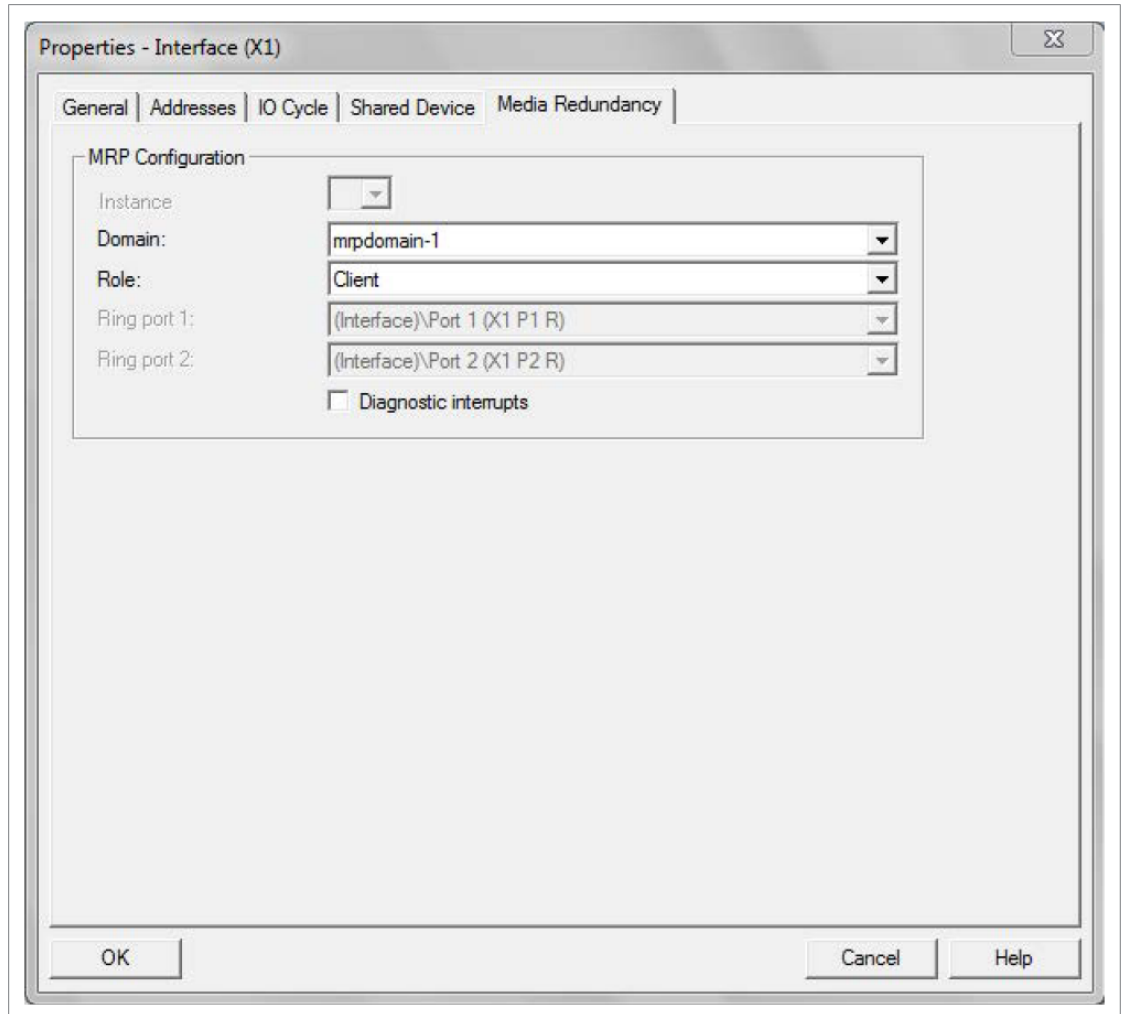 Properties - Interface (X1)
General Addresses IO Cycle Shared Device Media Redundancy
MRP Configuration
Instance
Domain: mrpdomain-1
Role: Client
Ring port 1: (Interface)\Port 1 (X1 P1 R)
Ring port 2: (Interface)\Port 2 (X1 P2 R)
Diagnostic interrupts
OK Cancel Help